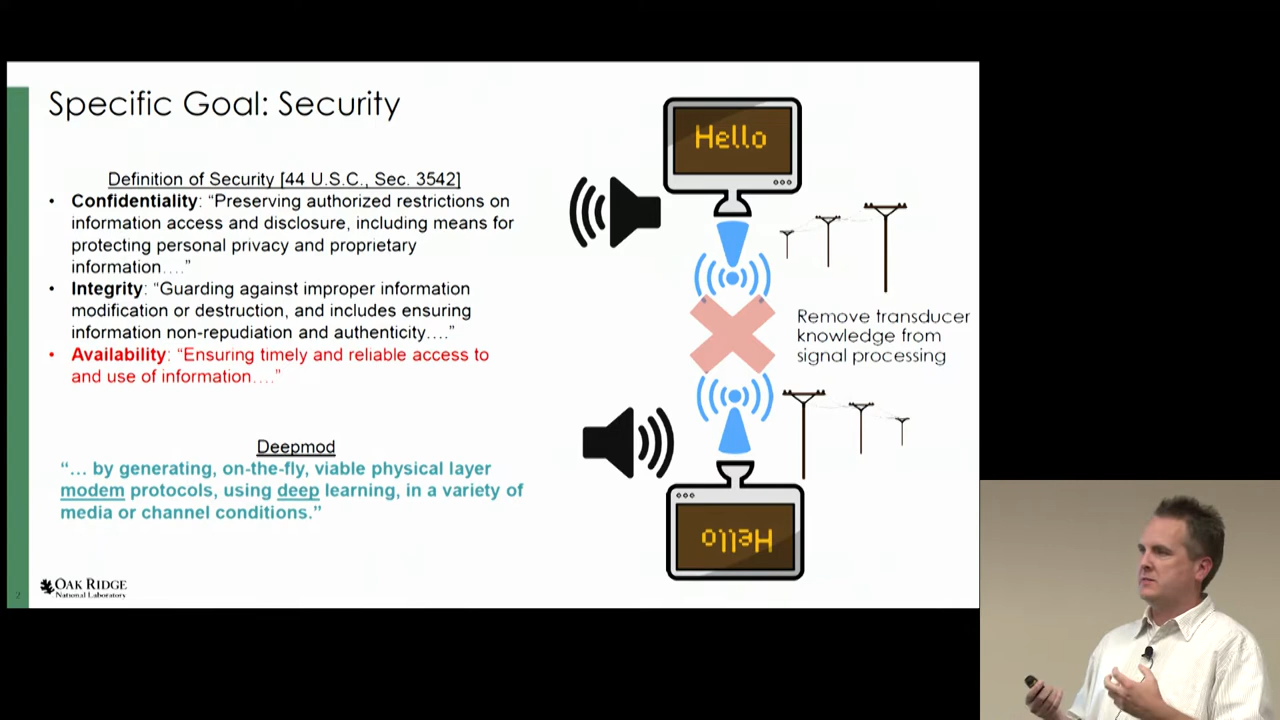 Specific Goal: Security
Definition of Security [44 U.S.C., Sec. 3542]
• Confidentiality: “Preserving authorized restrictions on
information access and disclosure, including means for
protecting personal privacy and proprietary
information….”
• Integrity: “Guarding against improper information
modification or destruction, and includes ensuring
information non-repudiation and authenticity….”
• Availability: “Ensuring timely and reliable access to
and use of information….”
Deepmod
“… by generating, on-the-fly, viable physical layer
modem protocols, using deep learning, in a variety of
media or channel conditions.”
Hello
Remove transducer
knowledge from
signal processing
Hello
2
OAK RIDGE
National Laboratory